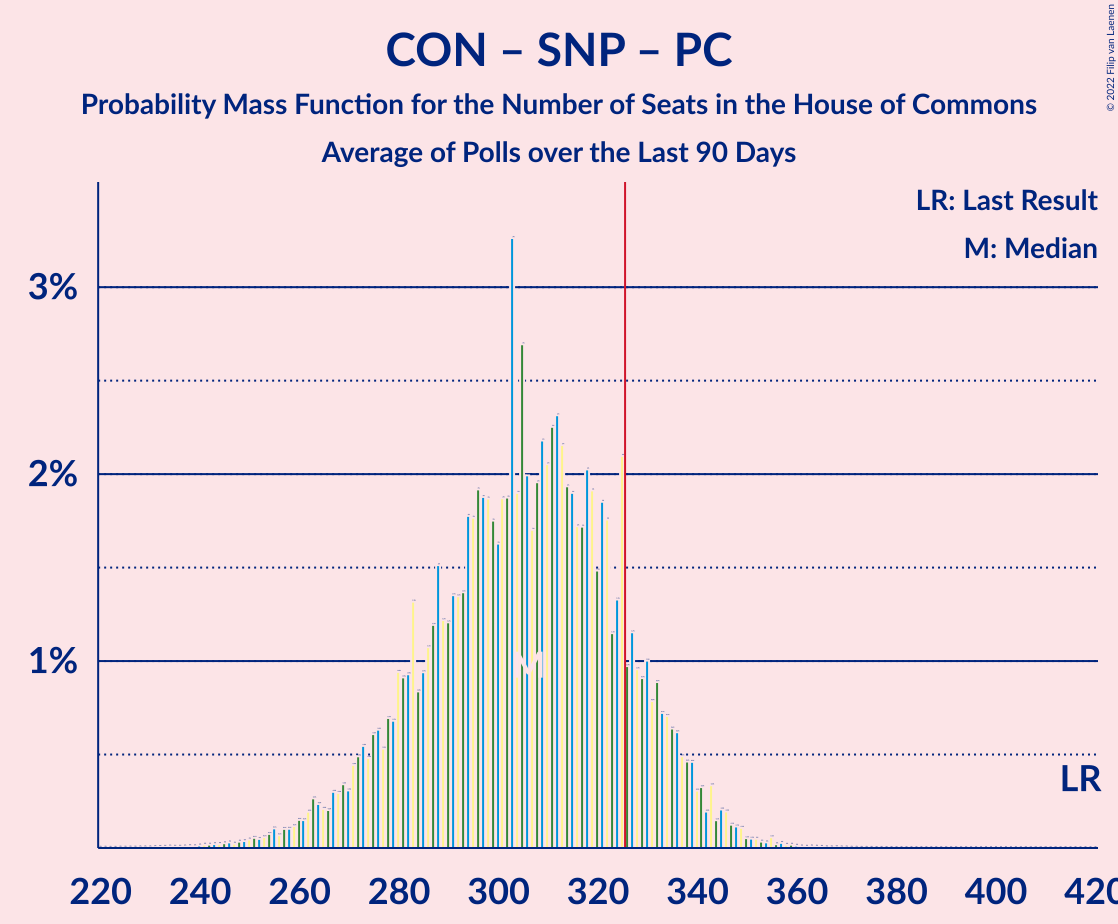 CON – SNP – PC
Probability Mass Function for the Number of Seats in the House of Commons
Average of Polls over the Last 90 Days
© 2022 Filip van Laenen
LR: Last Result
M: Median
3%
2%
1%
LR
220 240 260 280 300 320 340 360 380 400 420